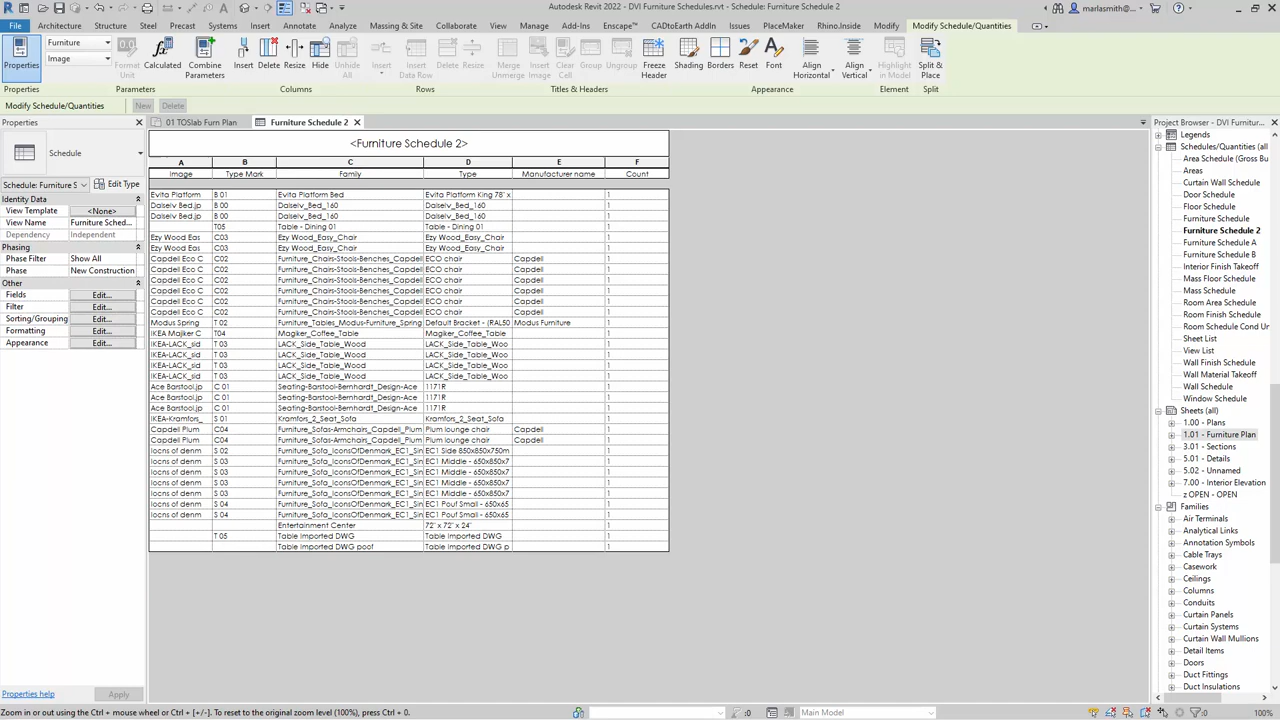 Autodesk Revit 2022 - DVI Furniture Schedules.rvt - Schedule: Furniture Schedule 2
marlasmith
File Architecture Structure Steel Precast Systems Insert Annotate Analyze Massing & Site Collaborate View Manage Add-Ins Enscape™ CADtoEarth AddIns PlaceMaker Rhino.Inside Modify Modify Schedule/Quantities
Properties Furniture Image Format Unit Calculated Combine Parameters Insert Delete Resize Hide Unhide All Insert Insert Data Row Delete Resize Merge Unmerge Insert Image Clear Cell Group Ungroup Freeze Header Shading Borders Reset Font Align Horizontal Align Vertical Highlight in Model Split & Place
Properties Parameters Columns Rows Titles & Headers Appearance Element Split
Modify Schedule/Quantities New Delete
Properties
01 TOSlab Furn Plan Furniture Schedule 2
Schedule
Schedule: Furniture S Edit Type
Identity Data
View Template <None>
View Name Furniture Sched...
Dependency Independent
Phasing
Phase Filter Show All
Phase New Construction
Other
Fields Edit...
Filter Edit...
Sorting/Grouping Edit...
Formatting Edit...
Appearance Edit...
Properties help Apply
<Furniture Schedule 2>
A B C D E F
Image Type Mark Family Type Manufacturer name Count
Evita Platform B 01 Evita Platform Bed Evita Platform King 78" x 1
Dalselv Bed.jp B 00 Dalselv_Bed_160 Dalselv_Bed_160 1
Dalselv Bed.jp B 00 Dalselv_Bed_160 Dalselv_Bed_160 1
T05 Table - Dining 01 Table - Dining 01 1
Ezy Wood Eas C03 Ezy Wood_Easy_Chair Ezy Wood_Easy_Chair 1
Ezy Wood Eas C03 Ezy Wood_Easy_Chair Ezy Wood_Easy_Chair 1
Capdell Eco C C02 Furniture_Chairs-Stools-Benches_Capdell ECO chair Capdell 1
Capdell Eco C C02 Furniture_Chairs-Stools-Benches_Capdell ECO chair Capdell 1
Capdell Eco C C02 Furniture_Chairs-Stools-Benches_Capdell ECO chair Capdell 1
Capdell Eco C C02 Furniture_Chairs-Stools-Benches_Capdell ECO chair Capdell 1
Capdell Eco C C02 Furniture_Chairs-Stools-Benches_Capdell ECO chair Capdell 1
Capdell Eco C C02 Furniture_Chairs-Stools-Benches_Capdell ECO chair Capdell 1
Modus Spring T 02 Furniture_Tables_Modus-Furniture_Spring Default Bracket - (RAL50 Modus Furniture 1
IKEA Majiker C T04 Magiker_Coffee_Table Magiker_Coffee_Table 1
IKEA-LACK_sid T 03 LACK_Side_Table_Wood LACK_Side_Table_Woo 1
IKEA-LACK_sid T 03 LACK_Side_Table_Wood LACK_Side_Table_Woo 1
IKEA-LACK_sid T 03 LACK_Side_Table_Wood LACK_Side_Table_Woo 1
IKEA-LACK_sid T 03 LACK_Side_Table_Wood LACK_Side_Table_Woo 1
Ace Barstool.jp C 01 Seating-Barstool-Bernhardt_Design-Ace 1171R 1
Ace Barstool.jp C 01 Seating-Barstool-Bernhardt_Design-Ace 1171R 1
Ace Barstool.jp C 01 Seating-Barstool-Bernhardt_Design-Ace 1171R 1
IKEA-Kramfors_ S 01 Kramfors_2_Seat_Sofa Kramfors_2_Seat_Sofa 1
Capdell Plum C04 Furniture_Sofas-Armchairs_Capdell_Plum Plum lounge chair Capdell 1
Capdell Plum C04 Furniture_Sofas-Armchairs_Capdell_Plum Plum lounge chair Capdell 1
Iocns of denm S 02 Furniture_Sofa_IconsOfDenmark_EC1_Sin EC1 Side 850x850x750m 1
Iocns of denm S 03 Furniture_Sofa_IconsOfDenmark_EC1_Sin EC1 Middle - 650x850x7 1
Iocns of denm S 03 Furniture_Sofa_IconsOfDenmark_EC1_Sin EC1 Middle - 650x850x7 1
Iocns of denm S 03 Furniture_Sofa_IconsOfDenmark_EC1_Sin EC1 Middle - 650x850x7 1
Iocns of denm S 03 Furniture_Sofa_IconsOfDenmark_EC1_Sin EC1 Middle - 650x850x7 1
Iocns of denm S 04 Furniture_Sofa_IconsOfDenmark_EC1_Sin EC1 Pouf Small - 650x65 1
Iocns of denm S 04 Furniture_Sofa_IconsOfDenmark_EC1_Sin EC1 Pouf Small - 650x65 1
Entertainment Center 72" x 72" x 24" 1
T 05 Table Imported DWG Table Imported DWG 1
Table Imported DWG poof Table Imported DWG p 1
Project Browser - DVI Furnitur...
Legends
Schedules/Quantities (all)
Area Schedule (Gross Bu
Areas
Curtain Wall Schedule
Door Schedule
Floor Schedule
Furniture Schedule
Furniture Schedule 2
Furniture Schedule A
Furniture Schedule B
Interior Finish Takeoff
Mass Floor Schedule
Mass Schedule
Room Area Schedule
Room Finish Schedule
Room Schedule Cond Un
Sheet List
View List
Wall Finish Schedule
Wall Material Takeoff
Wall Schedule
Window Schedule
Sheets (all)
1.00 - Plans
1.01 - Furniture Plan
3.01 - Sections
5.01 - Details
5.02 - Unnamed
7.00 - Interior Elevation
z OPEN - OPEN
Families
Air Terminals
Analytical Links
Annotation Symbols
Cable Trays
Casework
Ceilings
Columns
Conduits
Curtain Panels
Curtain Systems
Curtain Wall Mullions
Detail Items
Doors
Duct Fittings
Duct Insulations
Zoom in or out using the Ctrl + mouse wheel or Ctrl + [+/-]. To reset to the original zoom level (100%), press Ctrl + 0.
:0 Main Model :0 100%